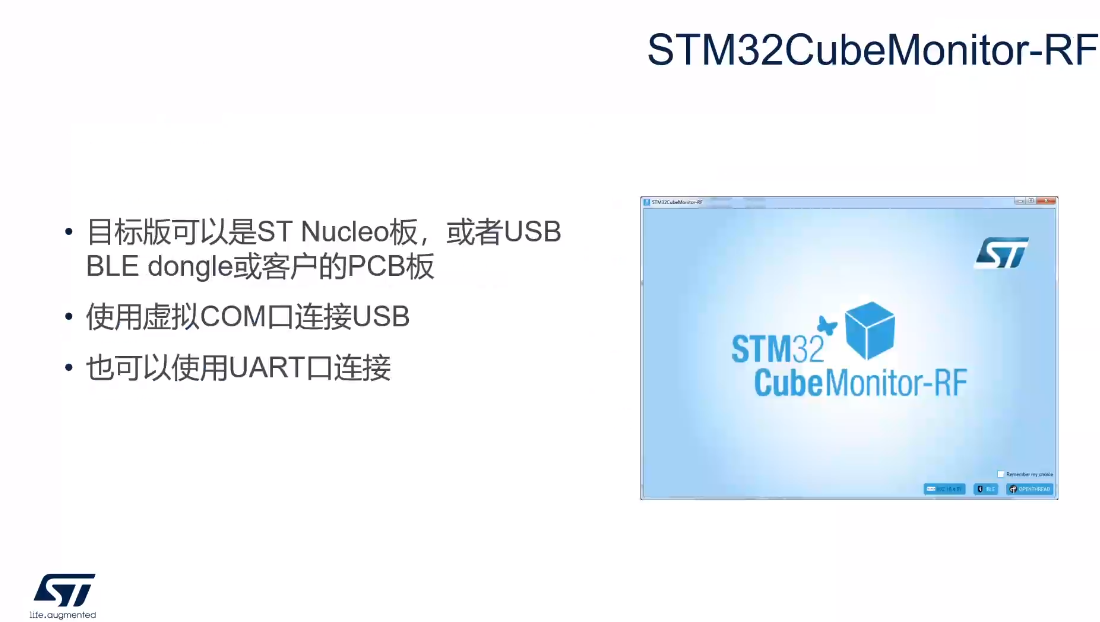 STM32CubeMonitor-RF
• 目标版可以是ST Nucleo板，或者USB
BLE dongle或客户的PCB板
• 使用虚拟COM口连接USB
• 也可以使用UART口连接
STM32CubeMonitor-RF
ST
STM32
CubeMonitor-RF
Remember my choice
BLE
OPENTHREAD
ST
life.augmented